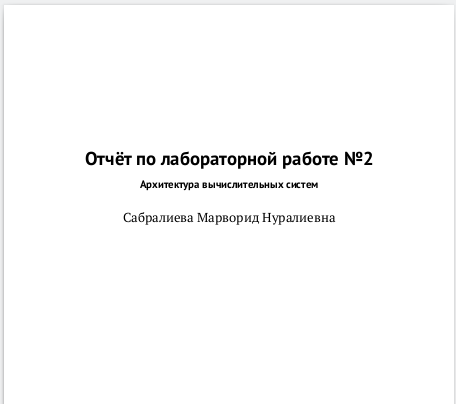 Отчёт по лабораторной работе №2
Архитектура вычислительных систем
Сабралиева Марворид Нуралиевна